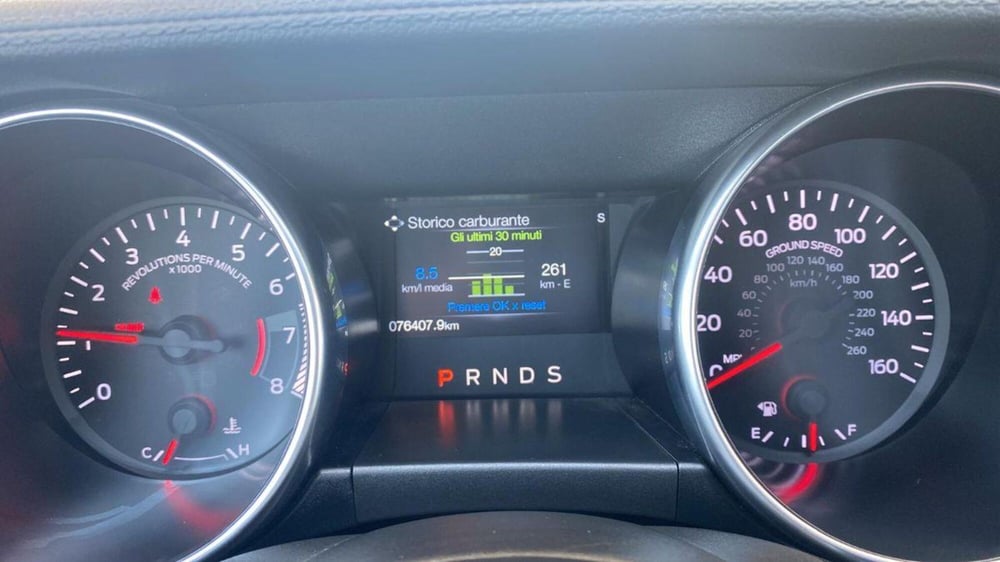 0
1
2
3
4
5
6
7
8
REVOLUTIONS PER MINUTE
x1000
C H
Storico carburante S
Gli ultimi 30 minuti
20
8.5 261
km/l media km - E
Premere OK x reset
076407.9km
P R N D S
0
20
40
60
80
100
120
140
160
MPH
GROUND SPEED
20
40
60
80
100
120
140
160
180
200
220
240
260
km/h
E F